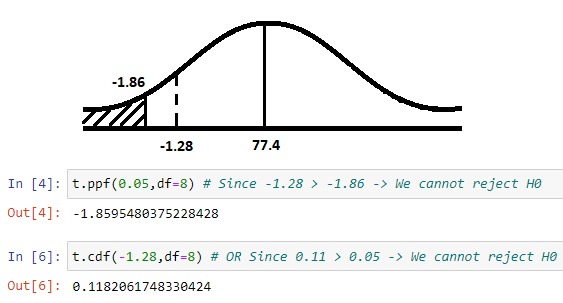 -1.86
-1.28
77.4
In [4]: t.ppf(0.05,df=8) # Since -1.28 > -1.86 -> We cannot reject H0
Out[4]: -1.8595480375228428
In [6]: t.cdf(-1.28,df=8) # OR Since 0.11 > 0.05 -> We cannot reject H0
Out[6]: 0.1182061748330424